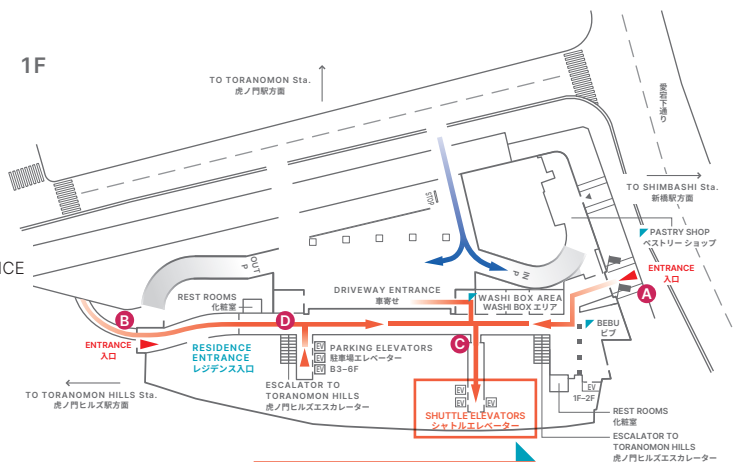 1F
TO TORANOMON Sta.
虎ノ門駅方面
愛宕下通り
TO SHIMBASHI Sta.
新橋駅方面
STOP
PASTRY SHOP
ペストリー ショップ
NCE
OUT
P
IN
P
ENTRANCE
入口
A
DRIVEWAY ENTRANCE
車寄せ
WASHI BOX AREA
WASHI BOX エリア
REST ROOMS
化粧室
B
D
BEBU
ビブ
ENTRANCE
入口
RESIDENCE
ENTRANCE
レジデンス入口
EV
EV
EV
PARKING ELEVATORS
駐車場エレベーター
B3–6F
C
TO TORANOMON HILLS Sta.
虎ノ門ヒルズ駅方面
ESCALATOR TO
TORANOMON HILLS
虎ノ門ヒルズエスカレーター
EV
EV
EV
EV
1F–2F
SHUTTLE ELEVATORS
シャトルエレベーター
REST ROOMS
化粧室
ESCALATOR TO
TORANOMON HILLS
虎ノ門ヒルズエスカレーター